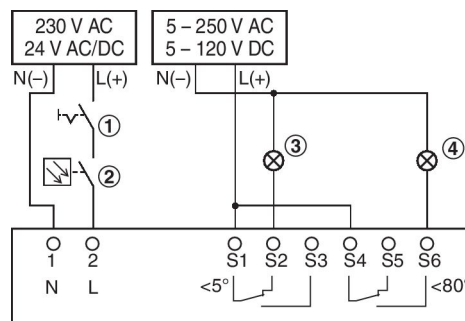 230 V AC
24 V AC/DC
5 – 250 V AC
5 – 120 V DC
N(–) L(+)
N(–) L(+)
1
2
3
4
1 2 S1 S2 S3 S4 S5 S6
N L <5° <80°